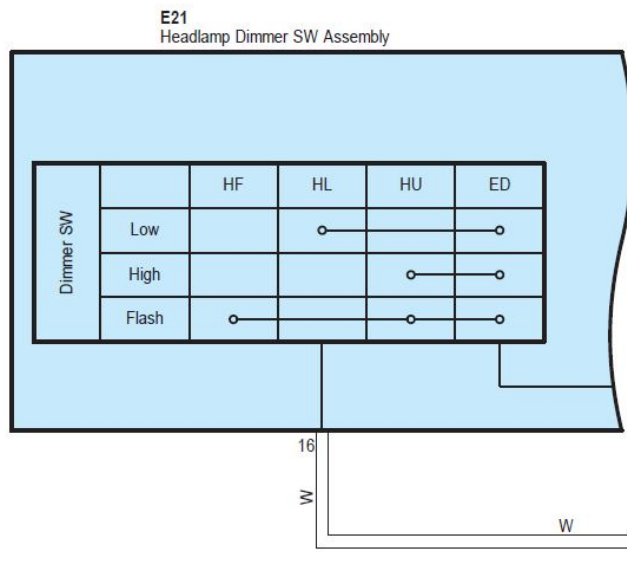 E21
Headlamp Dimmer SW Assembly
HF HL HU ED
Dimmer SW
Low
High
Flash
16
W
W